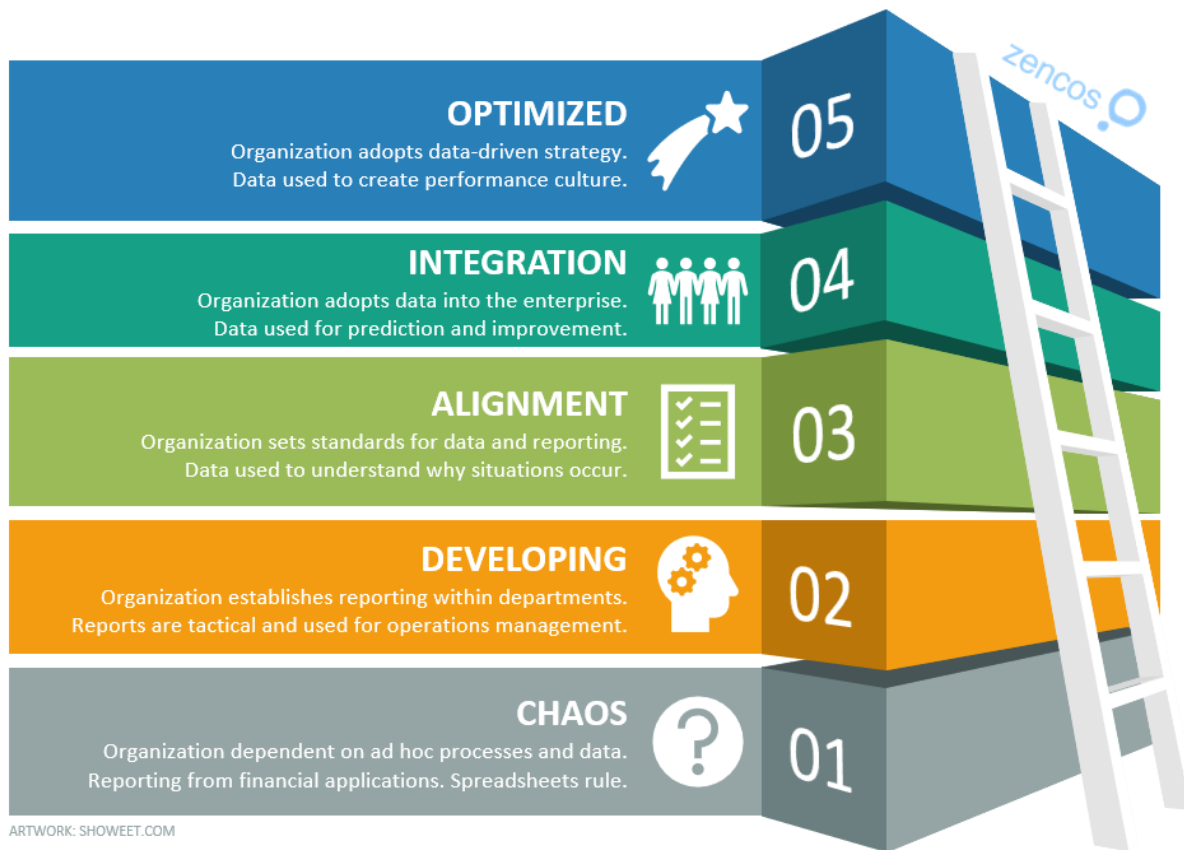 zencos
OPTIMIZED
Organization adopts data-driven strategy.
Data used to create performance culture.
05
INTEGRATION
Organization adopts data into the enterprise.
Data used for prediction and improvement.
04
ALIGNMENT
Organization sets standards for data and reporting.
Data used to understand why situations occur.
03
DEVELOPING
Organization establishes reporting within departments.
Reports are tactical and used for operations management.
02
CHAOS
Organization dependent on ad hoc processes and data.
Reporting from financial applications. Spreadsheets rule.
01
ARTWORK: SHOWEET.COM